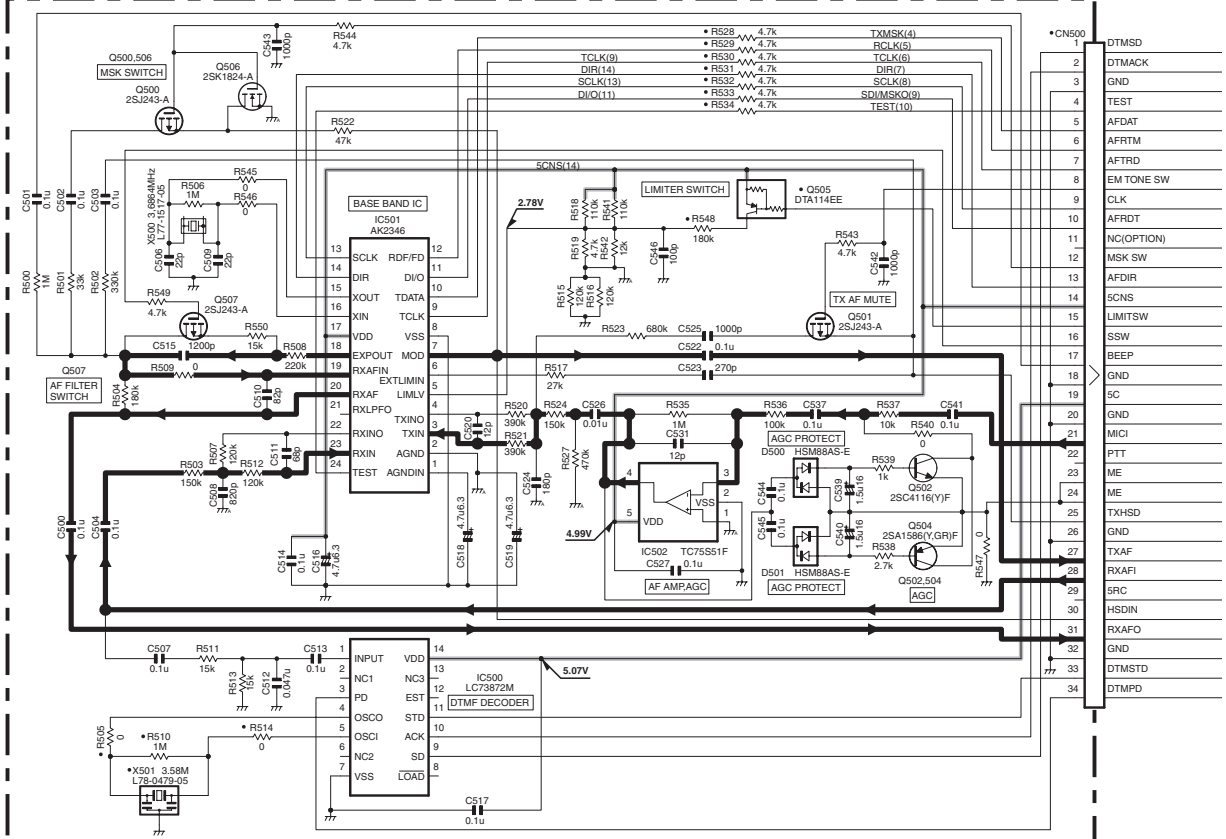 C543
1000p
R544
4.7k
Q500,506
MSK SWITCH
Q506
2SK1824-A
Q500
2SJ243-A
R522
47k
• R528 4.7k TXMSK(4)
• R529 4.7k RCLK(5)
TCLK(9) • R530 4.7k TCLK(6)
DIR(14) • R531 4.7k DIR(7)
SCLK(13) • R532 4.7k SCLK(8)
DI/O(11) • R533 4.7k SDI/MSKO(9)
• R534 4.7k TEST(10)
5CNS(14)
C501
0.1u
C502
0.1u
C503
0.1u
R500
1M
R501
33k
R502
330k
X500 3.6864MHz
L77-1517-05
R545
0
R506
1M
R546
0
C506
22p
C509
22p
R549
4.7k
Q507
2SJ243-A
R550
15k
C515
1200p
R508
220k
R509
0
Q507
AF FILTER
SWITCH
R504
180k
C510
82p
R507
120k
C511
68p
R503
150k
R512
120k
C508
820p
C500
0.1u
C504
0.1u
C514
0.1u
C516
4.7u6.3
BASE BAND IC
IC501
AK2346
13 SCLK
14 DIR
15 XOUT
16 XIN
17 VDD
18 EXPOUT
19 RXAFIN
20 RXAF
21 RXLPFO
22 RXINO
23 RXIN
24 TEST
RDF/FD 12
DI/O 11
TDATA 10
TCLK 9
VSS 8
MOD 7
EXTLIMIN 6
LIMLV 5
TXINO 4
TXIN 3
AGND 2
AGNDIN 1
2.78V
LIMITER SWITCH
• Q505
DTA114EE
R518
110k
R541
110k
R519
4.7k
R542
12k
R515
120k
R516
120k
C546
100p
• R548
180k
R543
4.7k
C542
1000p
TX AF MUTE
Q501
2SJ243-A
R523 680k
C525 1000p
C522 0.1u
C523 270p
R517
27k
C520
12p
R520
390k
R521
390k
R524
150k
C526
0.01u
R527
470k
C524
180p
C518
4.7u6.3
C519
4.7u6.3
R535
1M
C531
12p
4
5
3
2
1
VSS
VDD
4.99V
IC502 TC75S51F
C527 0.1u
AF AMP,AGC
R536
100k
C537
0.1u
R537
10k
C541
0.1u
AGC PROTECT
D500 HSM88AS-E
R540
0
R539
1k
C544
0.1u
C545
0.1u
C539
1.5u16
C540
1.5u16
Q502
2SC4116(Y)F
Q504
2SA1586(Y,GR)F
R538
2.7k
D501 HSM88AS-E
AGC PROTECT
Q502,504
AGC
R547
0
C507
0.1u
R511
15k
R513
15k
C512
0.047u
C513
0.1u
1 INPUT
2 NC1
3 PD
4 OSCO
5 OSCI
6 NC2
7 VSS
VDD 14
NC3 13
EST 12
STD 11
ACK 10
SD 9
LOAD 8
IC500
LC73872M
DTMF DECODER
5.07V
• R505
0
• R510
1M
• X501 3.58M
L78-0479-05
• R514
0
C517
0.1u
• CN500
1 DTMSD
2 DTMACK
3 GND
4 TEST
5 AFDAT
6 AFRTM
7 AFTRD
8 EM TONE SW
9 CLK
10 AFRDT
11 NC(OPTION)
12 MSK SW
13 AFDIR
14 5CNS
15 LIMITSW
16 SSW
17 BEEP
18 GND
19 5C
20 GND
21 MICI
22 PTT
23 ME
24 ME
25 TXHSD
26 GND
27 TXAF
28 RXAFI
29 5RC
30 HSDIN
31 RXAFO
32 GND
33 DTMSTD
34 DTMPD